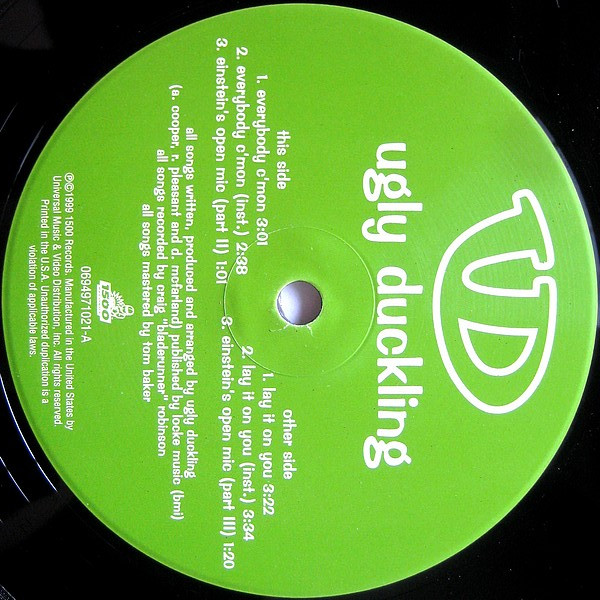 UD
ugly duckling
this side
1. everybody c'mon 3:01
2. everybody c'mon (inst.) 2:38
3. einstein's open mic (part II) 1:01
other side
1. lay it on you 3:22
2. lay it on you (inst.) 3:34
3. einstein's open mic (part III) 1:20
all songs written, produced and arranged by ugly duckling
(a. cooper, r. pleasant and d. mcfarland) published by locke music (bmi)
all songs recorded by craig "bladerunner" robinson
all songs mastered by tom baker
1500
0694971021-A
℗©1999 1500 Records. Manufactured in the United States by
Universal Music & Video Distribution, Inc. All rights reserved.
Printed in the U.S.A. Unauthorized duplication is a
violation of applicable laws.